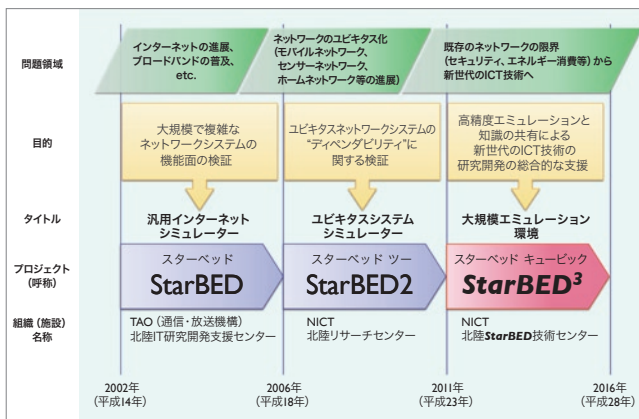 問題領域
インターネットの進展、
ブロードバンドの普及、
etc.
ネットワークのユビキタス化
(モバイルネットワーク、
センサーネットワーク、
ホームネットワーク等の進展)
既存のネットワークの限界
(セキュリティ、エネルギー消費等) から
新世代のICT技術へ
目的
大規模で複雑な
ネットワークシステムの
機能面の検証
ユビキタスネットワークシステムの
“ディペンダビリティ”に
関する検証
高精度エミュレーションと
知識の共有による
新世代のICT技術の
研究開発の総合的な支援
タイトル
汎用インターネット
シミュレーター
ユビキタスシステム
シミュレーター
大規模エミュレーション
環境
プロジェクト
(呼称)
スターベッド
StarBED
スターベッド ツー
StarBED2
スターベッド キュービック
StarBED³
組織 (施設)
名称
TAO (通信・放送機構)
北陸IT研究開発支援センター
NICT
北陸リサーチセンター
NICT
北陸StarBED技術センター
2002年
(平成14年)
2006年
(平成18年)
2011年
(平成23年)
2016年
(平成28年)